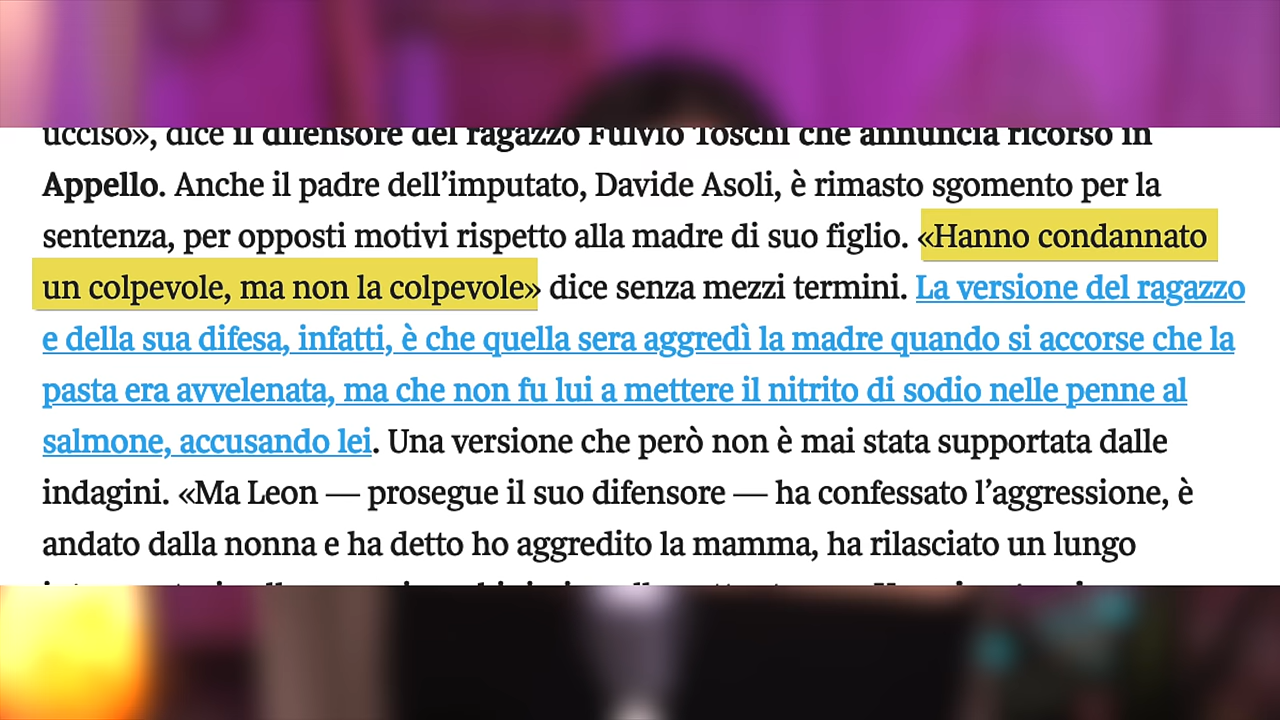 ucciso», dice il difensore del ragazzo Fulvio Toschi che annuncia ricorso in
Appello. Anche il padre dell’imputato, Davide Asoli, è rimasto sgomento per la
sentenza, per opposti motivi rispetto alla madre di suo figlio. «Hanno condannato
un colpevole, ma non la colpevole» dice senza mezzi termini. La versione del ragazzo
e della sua difesa, infatti, è che quella sera aggredì la madre quando si accorse che la
pasta era avvelenata, ma che non fu lui a mettere il nitrito di sodio nelle penne al
salmone, accusando lei. Una versione che però non è mai stata supportata dalle
indagini. «Ma Leon — prosegue il suo difensore — ha confessato l’aggressione, è
andato dalla nonna e ha detto ho aggredito la mamma, ha rilasciato un lungo